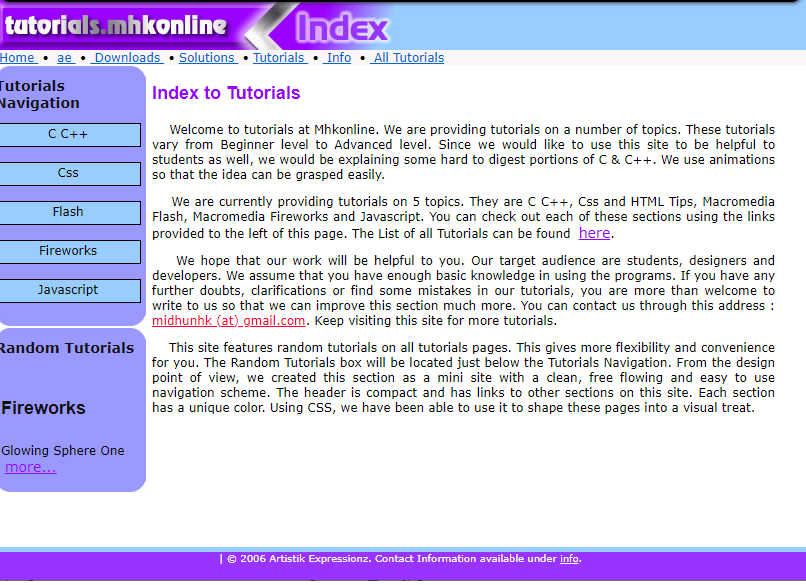 tutorials.mhkonline Index
Home • ae • Downloads • Solutions • Tutorials • Info • All Tutorials
Tutorials
Navigation
C C++
Css
Flash
Fireworks
Javascript
Random Tutorials
Fireworks
Glowing Sphere One
more...
Index to Tutorials
Welcome to tutorials at Mhkonline. We are providing tutorials on a number of topics. These tutorials
vary from Beginner level to Advanced level. Since we would like to use this site to be helpful to
students as well, we would be explaining some hard to digest portions of C & C++. We use animations
so that the idea can be grasped easily.
We are currently providing tutorials on 5 topics. They are C C++, Css and HTML Tips, Macromedia
Flash, Macromedia Fireworks and Javascript. You can check out each of these sections using the links
provided to the left of this page. The List of all Tutorials can be found here.
We hope that our work will be helpful to you. Our target audience are students, designers and
developers. We assume that you have enough basic knowledge in using the programs. If you have any
further doubts, clarifications or find some mistakes in our tutorials, you are more than welcome to
write to us so that we can improve this section much more. You can contact us through this address :
midhunhk (at) gmail.com. Keep visiting this site for more tutorials.
This site features random tutorials on all tutorials pages. This gives more flexibility and convenience
for you. The Random Tutorials box will be located just below the Tutorials Navigation. From the design
point of view, we created this section as a mini site with a clean, free flowing and easy to use
navigation scheme. The header is compact and has links to other sections on this site. Each section
has a unique color. Using CSS, we have been able to use it to shape these pages into a visual treat.
| © 2006 Artistik Expressionz. Contact Information available under info.